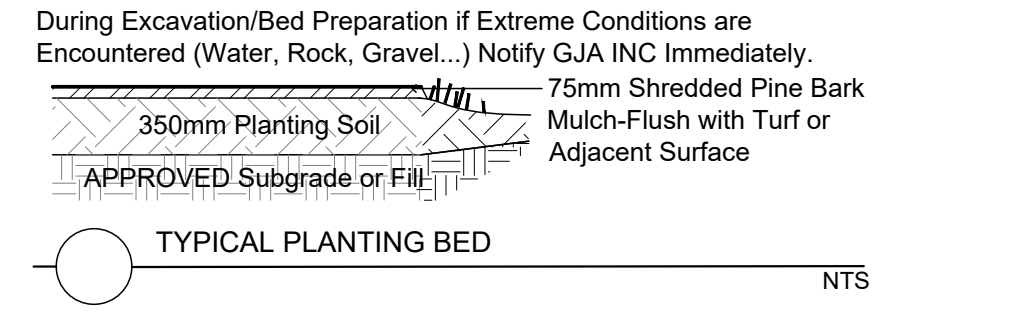 During Excavation/Bed Preparation if Extreme Conditions are
Encountered (Water, Rock, Gravel...) Notify GJA INC Immediately.
75mm Shredded Pine Bark
Mulch-Flush with Turf or
Adjacent Surface
350mm Planting Soil
APPROVED Subgrade or Fill
TYPICAL PLANTING BED
NTS